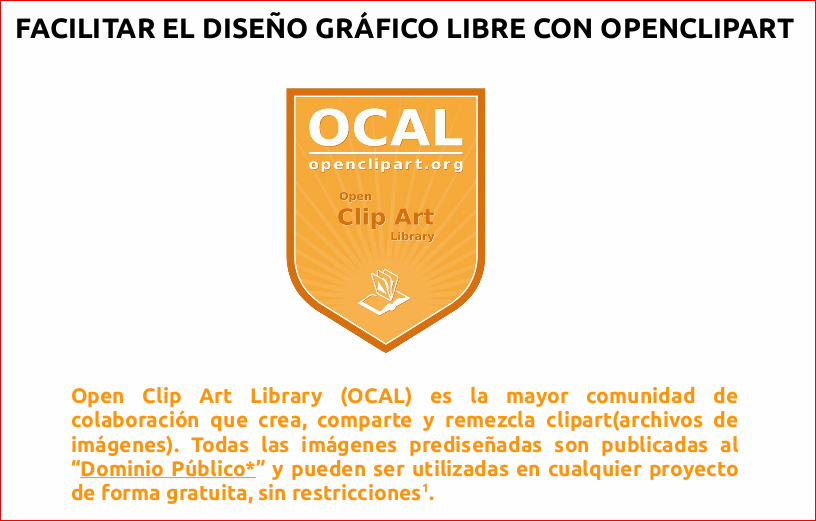 FACILITAR EL DISEÑO GRÁFICO LIBRE CON OPENCLIPART
OCAL
openclipart.org
Open
Clip Art
Library
Open Clip Art Library (OCAL) es la mayor comunidad de
colaboración que crea, comparte y remezcla clipart(archivos de
imágenes). Todas las imágenes prediseñadas son publicadas al
“Dominio Público*” y pueden ser utilizadas en cualquier proyecto
de forma gratuita, sin restricciones¹.